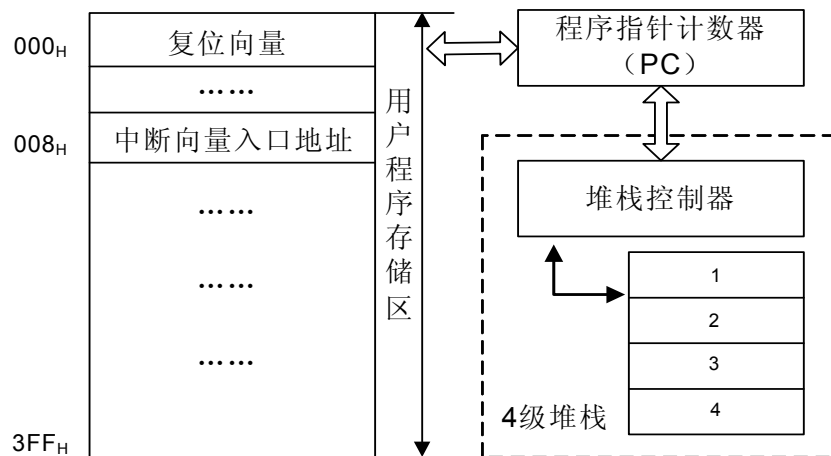 000H
复位向量
……
008H
中断向量入口地址
……
……
……
3FFH
用户程序存储区
程序指针计数器
（PC）
堆栈控制器
1
2
3
4
4级堆栈